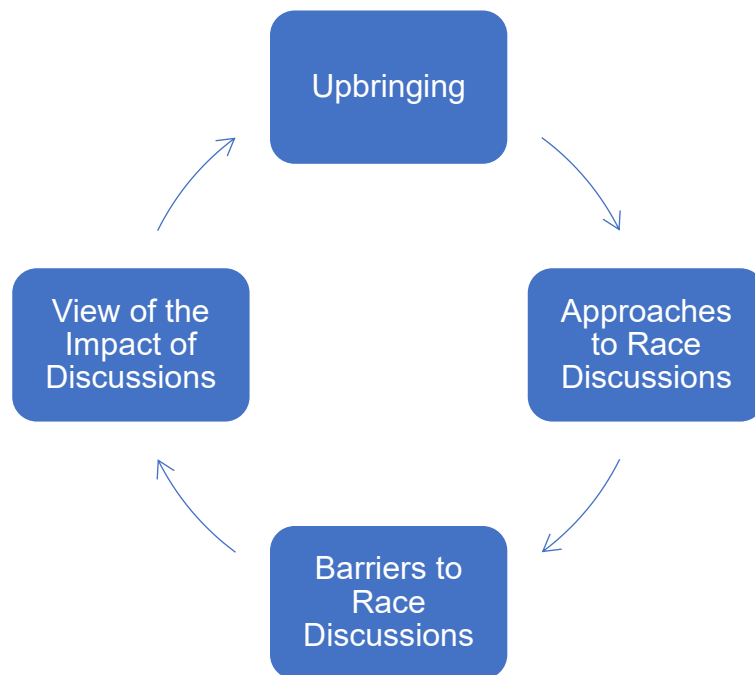 Upbringing
Approaches
to Race
Discussions
Barriers to
Race
Discussions
View of the
Impact of
Discussions